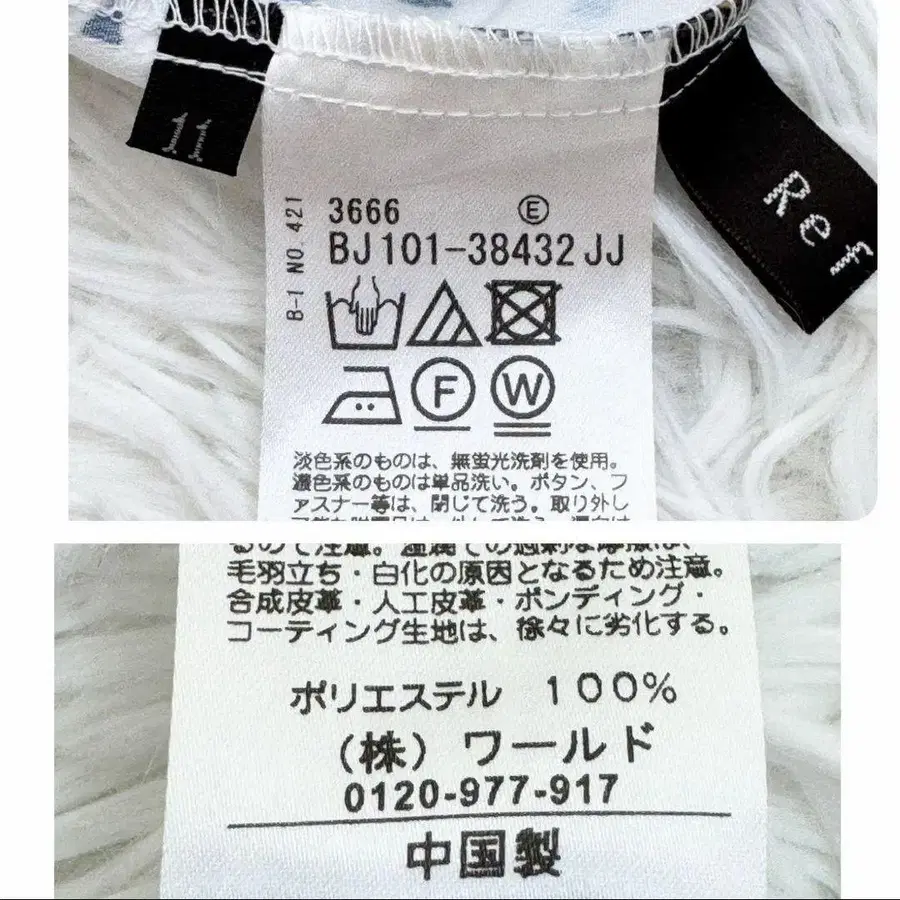 11
Ref
B-1 NO.421
3666 Ⓔ
BJ101-38432JJ
F W
淡色系のものは、無蛍光洗剤を使用。
濃色系のものは単品洗い。ボタン、フ
ァスナー等は、閉じて洗う。取り外し
毛羽立ち・白化の原因となるため注意。
合成皮革・人工皮革・ボンディング・
コーティング生地は、徐々に劣化する。
ポリエステル 100%
(株) ワールド
0120-977-917
中国製